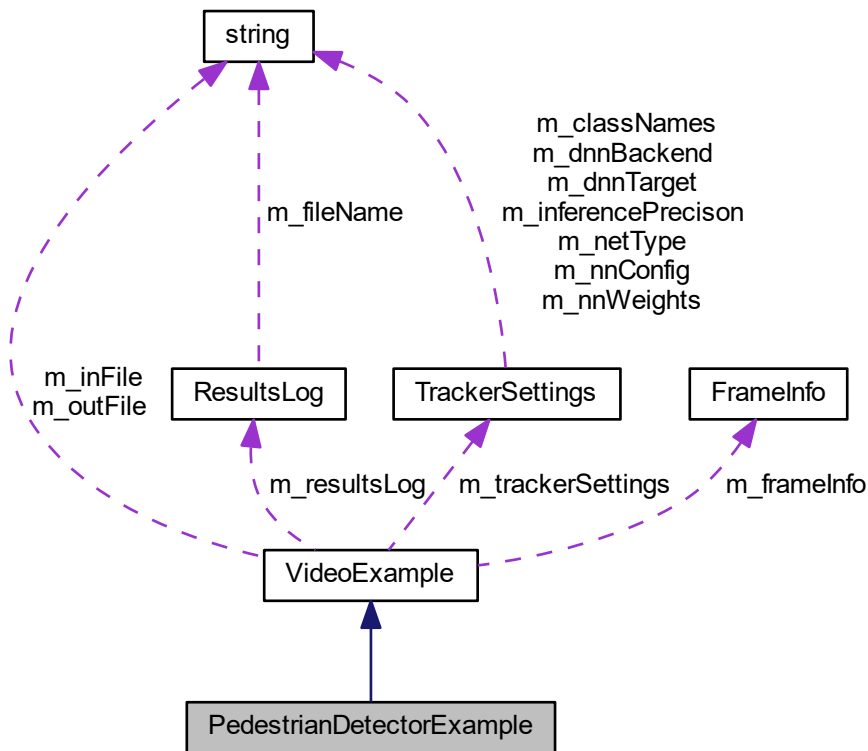 string
m_classNames
m_dnnBackend
m_dnnTarget
m_inferencePrecison
m_netType
m_nnConfig
m_nnWeights
m_fileName
m_inFile
m_outFile
ResultsLog
TrackerSettings
FrameInfo
m_resultsLog
m_trackerSettings
m_frameInfo
VideoExample
PedestrianDetectorExample